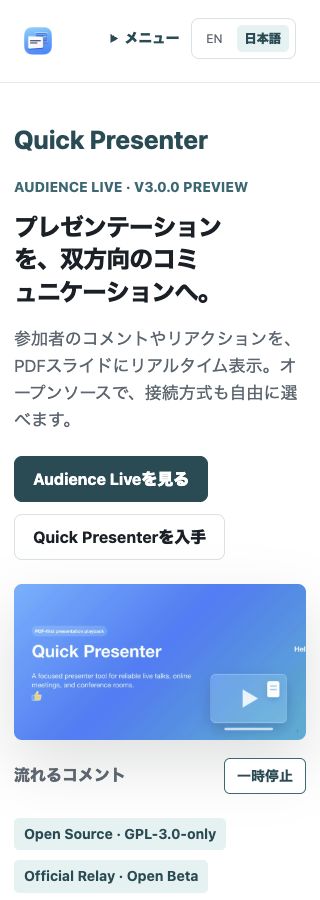 メニュー
EN
日本語
Quick Presenter
AUDIENCE LIVE · V3.0.0 PREVIEW
プレゼンテーション
を、双方向のコミ
ュニケーションへ。
参加者のコメントやリアクションを、
PDFスライドにリアルタイム表示。オ
ープンソースで、接続方式も自由に選
べます。
Audience Liveを見る
Quick Presenterを入手
PDF-first presentation playback
Quick Presenter
Hel
A focused presenter tool for reliable live talks, online
meetings, and conference rooms.
流れるコメント
一時停止
Open Source · GPL-3.0-only
Official Relay · Open Beta